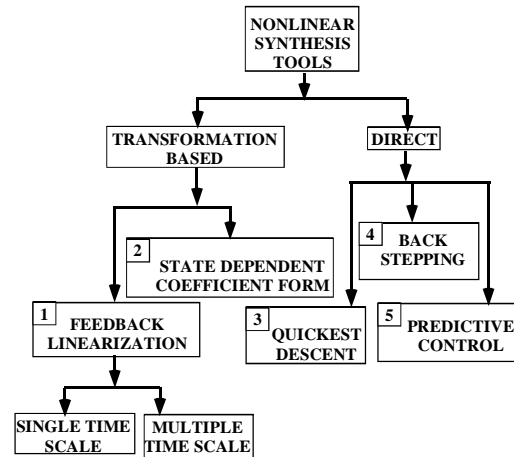 NONLINEAR
SYNTHESIS
TOOLS
TRANSFORMATION
BASED
DIRECT
2
STATE DEPENDENT
COEFFICIENT FORM
4
BACK
STEPPING
1
FEEDBACK
LINEARIZATION
3
QUICKEST
DESCENT
5
PREDICTIVE
CONTROL
SINGLE TIME
SCALE
MULTIPLE
TIME SCALE